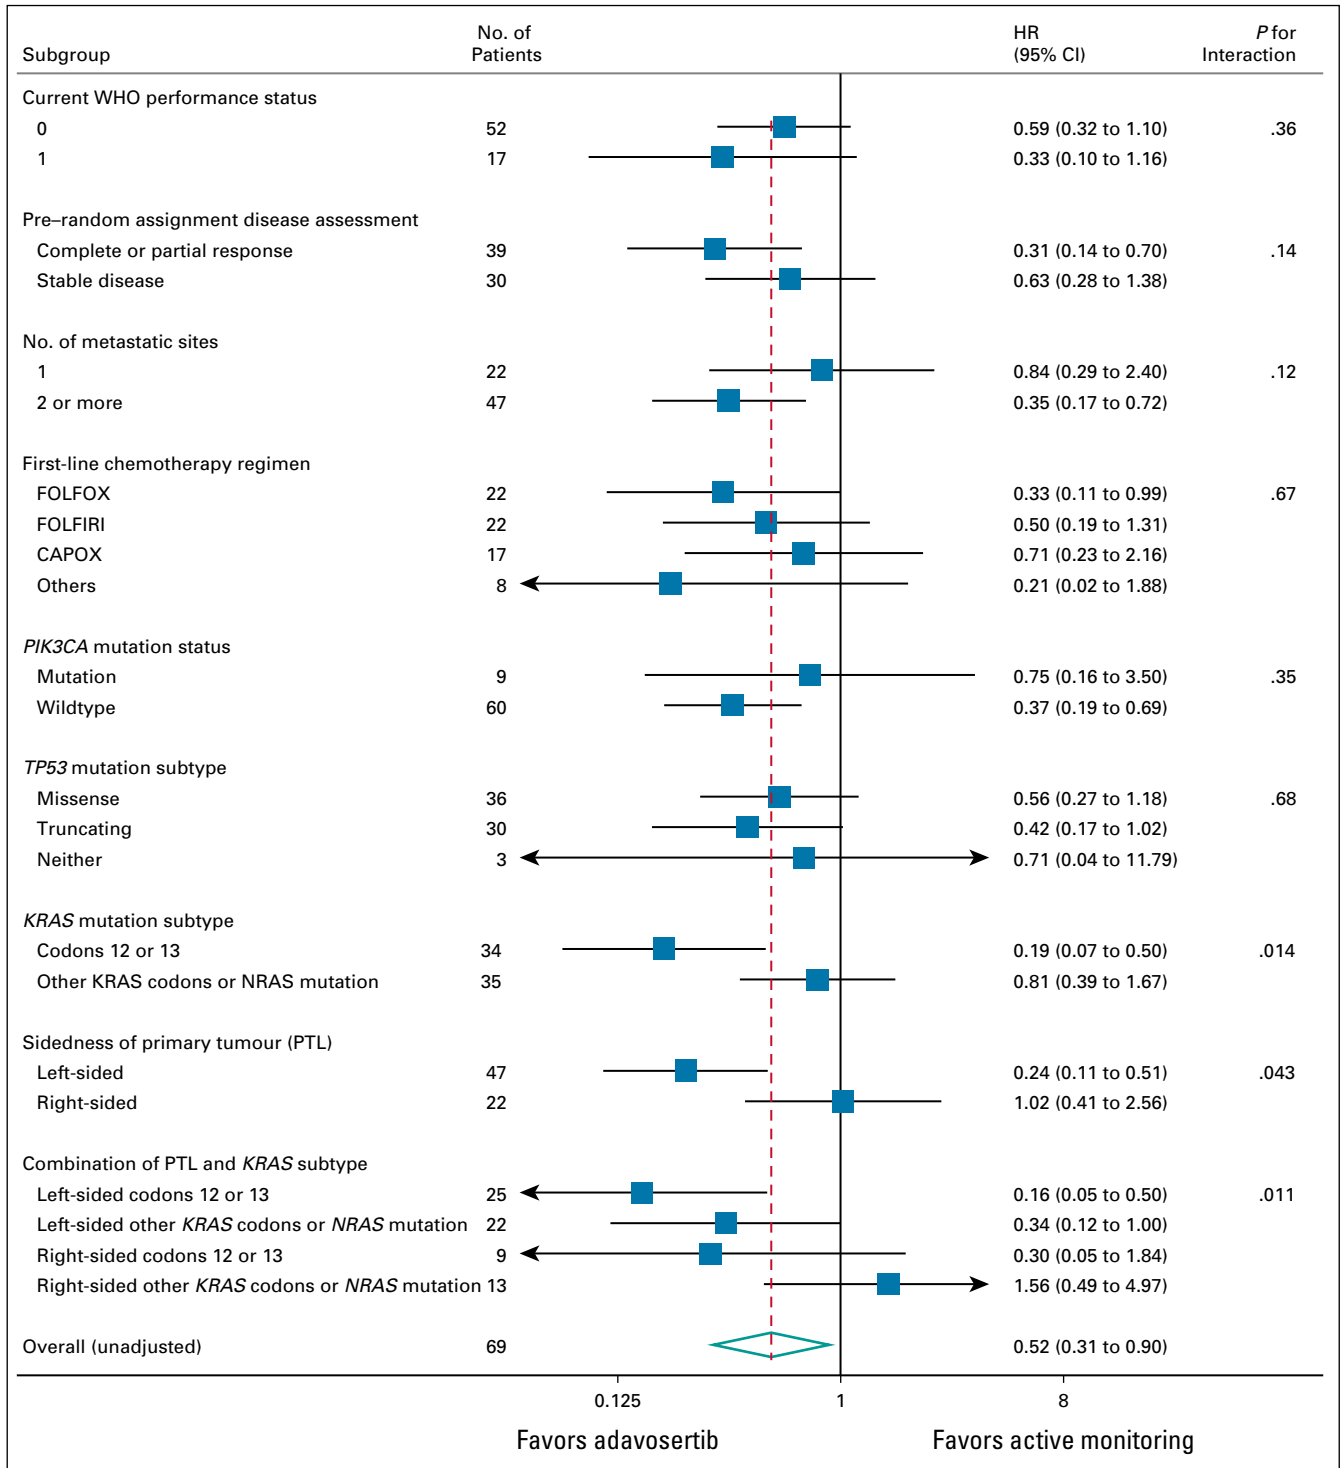 Subgroup No. of Patients HR (95% CI) P for Interaction
Current WHO performance status
0 52 0.59 (0.32 to 1.10) .36
1 17 0.33 (0.10 to 1.16)
Pre–random assignment disease assessment
Complete or partial response 39 0.31 (0.14 to 0.70) .14
Stable disease 30 0.63 (0.28 to 1.38)
No. of metastatic sites
1 22 0.84 (0.29 to 2.40) .12
2 or more 47 0.35 (0.17 to 0.72)
First-line chemotherapy regimen
FOLFOX 22 0.33 (0.11 to 0.99) .67
FOLFIRI 22 0.50 (0.19 to 1.31)
CAPOX 17 0.71 (0.23 to 2.16)
Others 8 0.21 (0.02 to 1.88)
PIK3CA mutation status
Mutation 9 0.75 (0.16 to 3.50) .35
Wildtype 60 0.37 (0.19 to 0.69)
TP53 mutation subtype
Missense 36 0.56 (0.27 to 1.18) .68
Truncating 30 0.42 (0.17 to 1.02)
Neither 3 0.71 (0.04 to 11.79)
KRAS mutation subtype
Codons 12 or 13 34 0.19 (0.07 to 0.50) .014
Other KRAS codons or NRAS mutation 35 0.81 (0.39 to 1.67)
Sidedness of primary tumour (PTL)
Left-sided 47 0.24 (0.11 to 0.51) .043
Right-sided 22 1.02 (0.41 to 2.56)
Combination of PTL and KRAS subtype
Left-sided codons 12 or 13 25 0.16 (0.05 to 0.50) .011
Left-sided other KRAS codons or NRAS mutation 22 0.34 (0.12 to 1.00)
Right-sided codons 12 or 13 9 0.30 (0.05 to 1.84)
Right-sided other KRAS codons or NRAS mutation 13 1.56 (0.49 to 4.97)
Overall (unadjusted) 69 0.52 (0.31 to 0.90)
0.125 1 8
Favors adavosertib Favors active monitoring